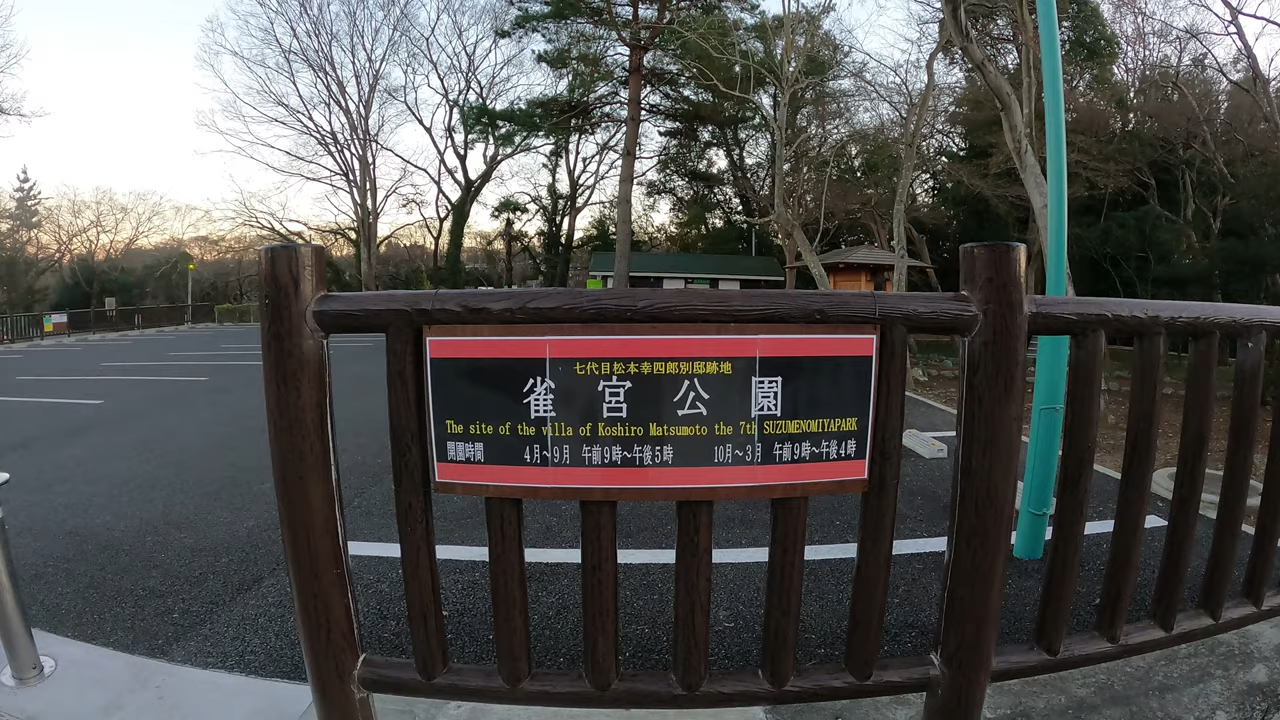 七代目松本幸四郎別邸跡地
雀宮公園
The site of the villa of Koshiro Matsumoto the 7th SUZUMENOMIYAPARK
開園時間 4月～9月 午前9時～午後5時 10月～3月 午前9時～午後4時